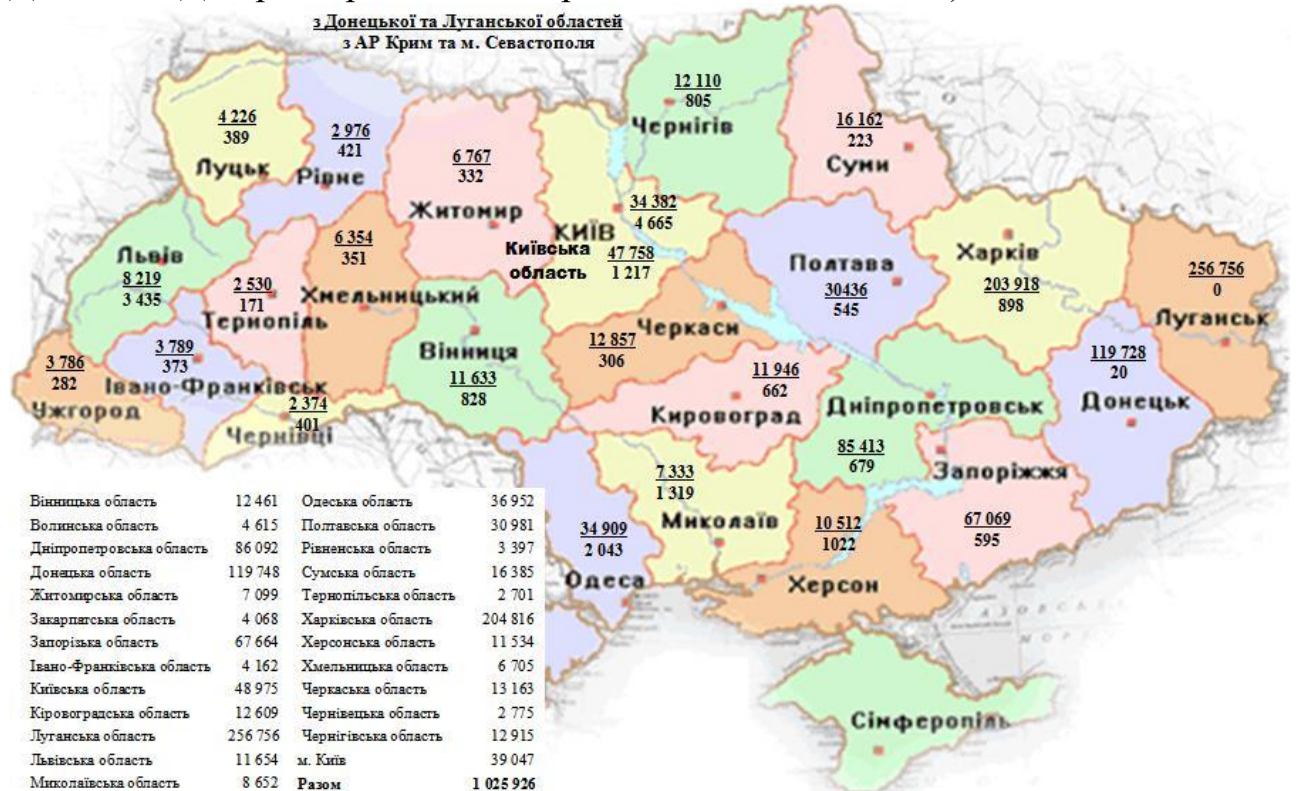 з Донецької та Луганської областей
з АР Крим та м. Севастополя
12 110
805
Чернігів
16 162
223
Суми
4 226
389
Луцьк
2 976
421
Рівне
6 767
332
Житомир
34 382
4 665
КИЇВ
Київська
область
47 758
1 217
Львів
8 219
3 435
6 354
351
Хмельницький
2 530
171
Тернопіль
Полтава
30436
545
Харків
203 918
898
256 756
0
Луганськ
Черкаси
12 857
306
Вінниця
11 633
828
3 786
282
Ужгород
3 789
373
Івано-Франківськ
2 374
401
Чернівці
11 946
662
Кировоград
Дніпропетровськ
85 413
679
119 728
20
Донецьк
Запоріжжя
67 069
595
7 333
1 319
Миколаїв
10 512
1022
Херсон
34 909
2 043
Одеса
АЗОВСЬКЕ
МОРЕ
Сімферопіль
Вінницька область 12 461 Одеська область 36 952
Волинська область 4 615 Полтавська область 30 981
Дніпропетровська область 86 092 Рівненська область 3 397
Донецька область 119 748 Сумська область 16 385
Житомирська область 7 099 Тернопільська область 2 701
Закарпатська область 4 068 Харківська область 204 816
Запорізька область 67 664 Херсонська область 11 534
Івано-Франківська область 4 162 Хмельницька область 6 705
Київська область 48 975 Черкаська область 13 163
Кіровоградська область 12 609 Чернівецька область 2 775
Луганська область 256 756 Чернігівська область 12 915
Львівська область 11 654 м. Київ 39 047
Миколаївська область 8 652 Разом 1 025 926